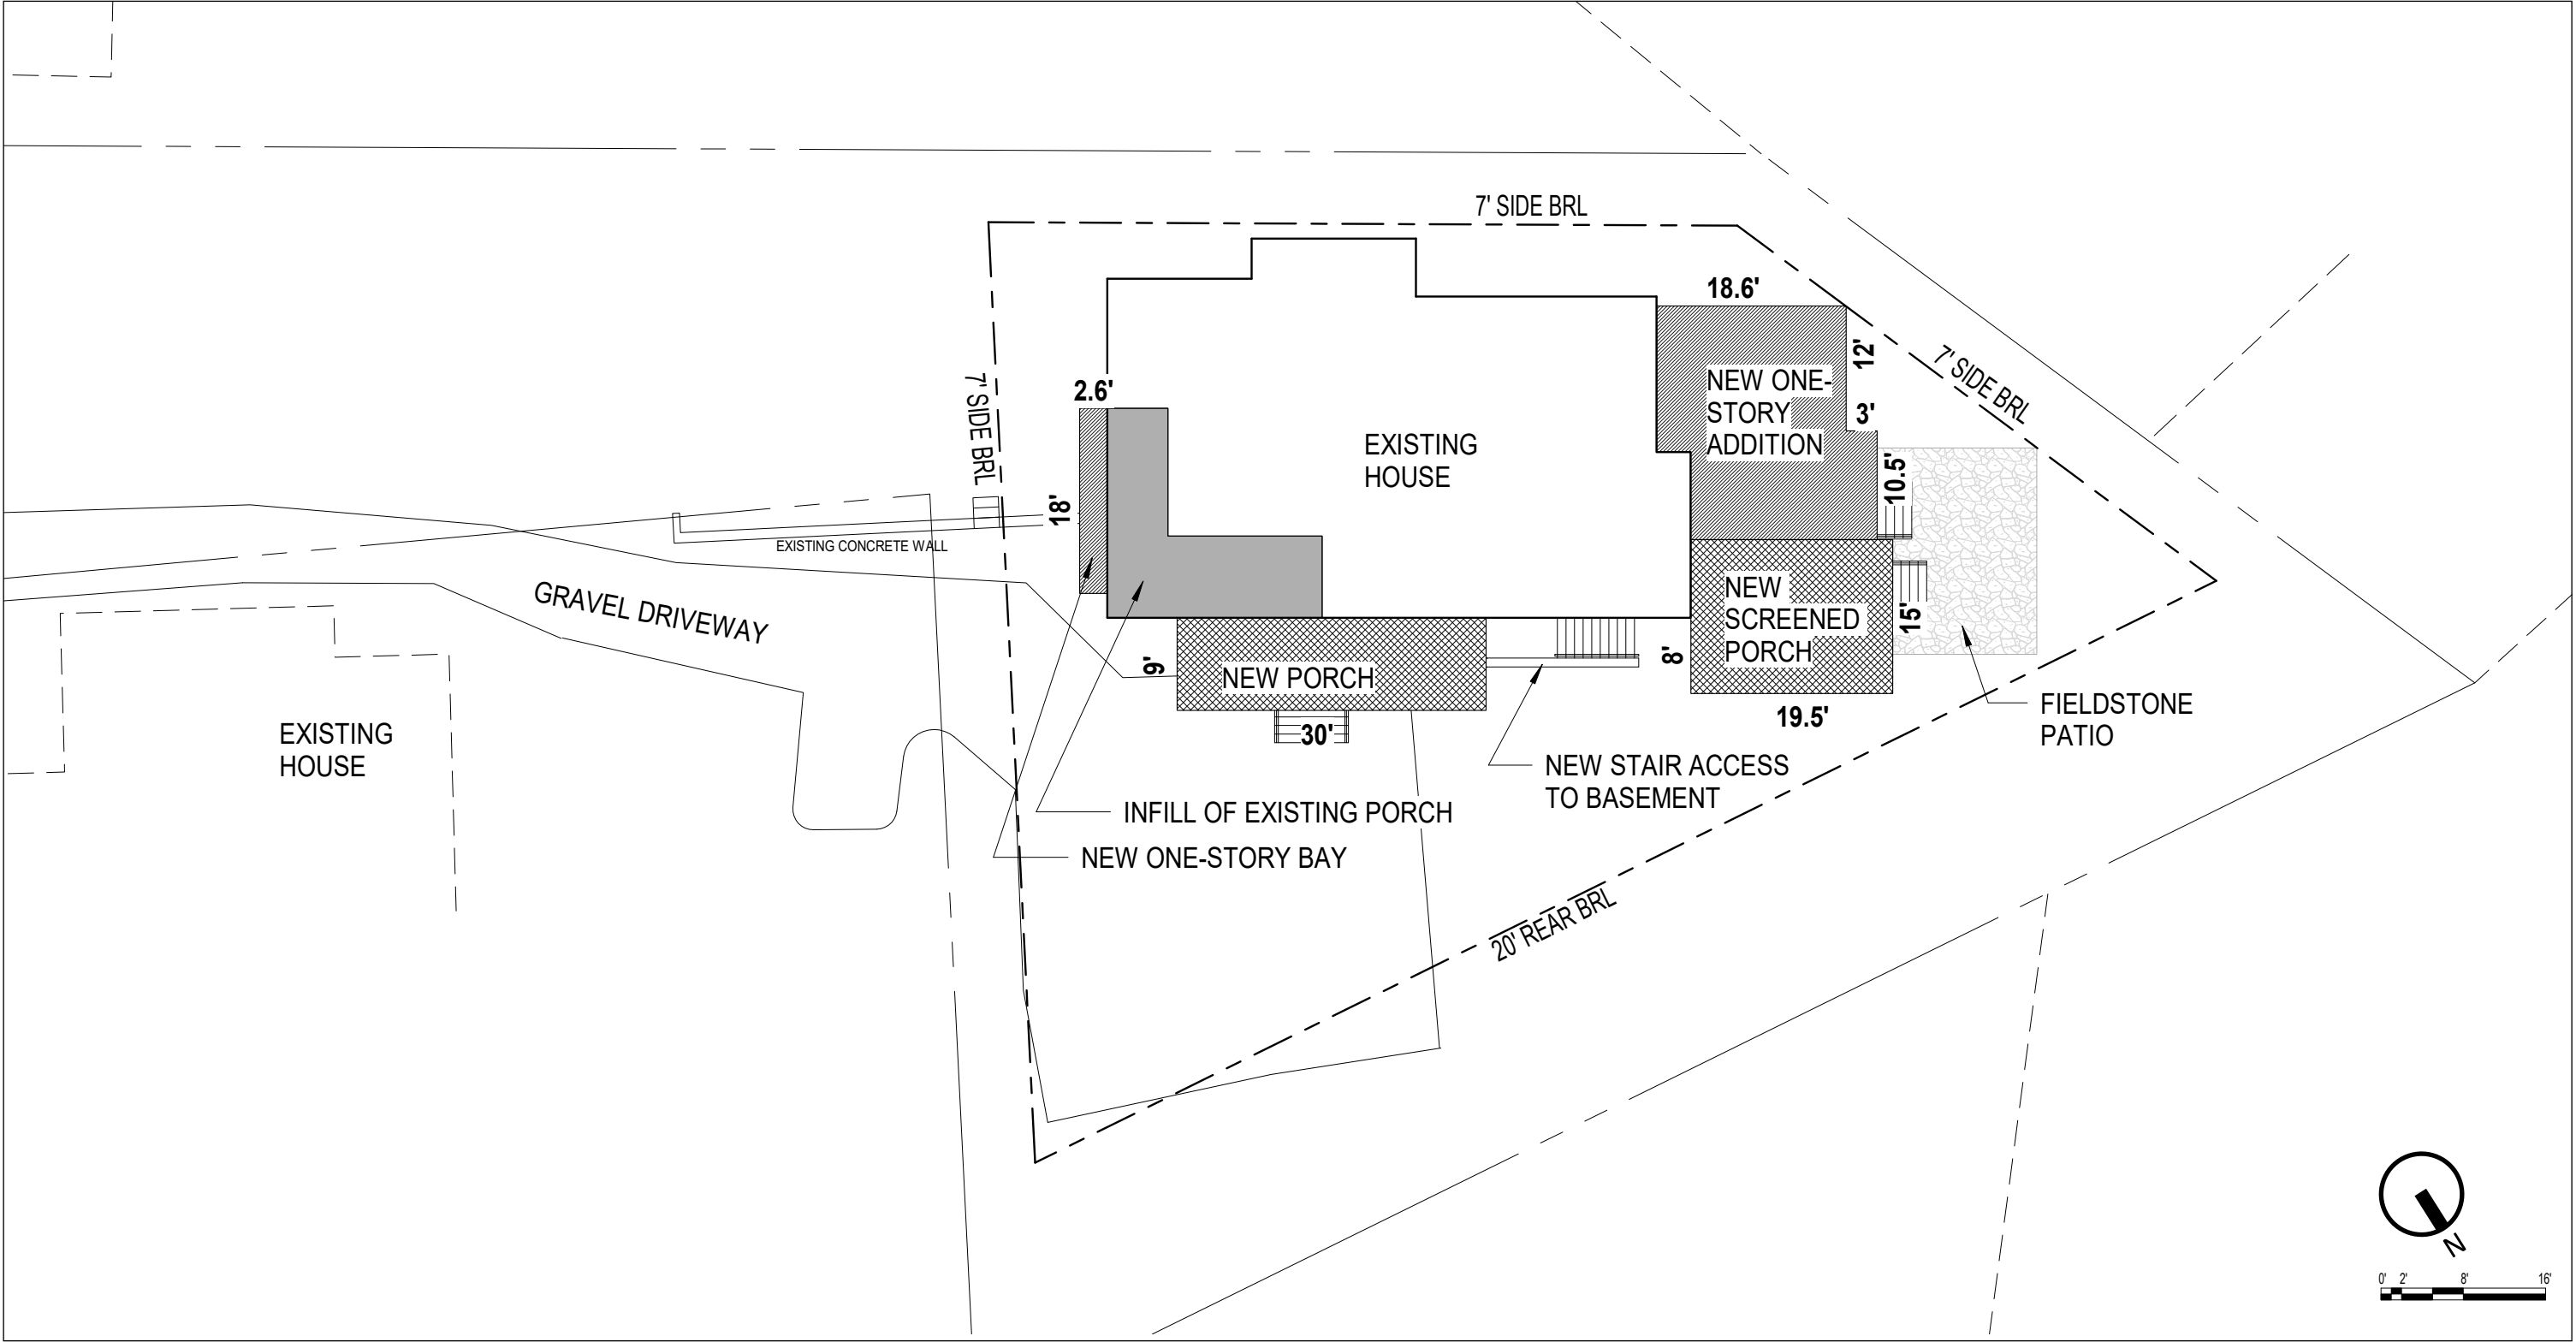 7' SIDE BRL
18.6'
12'
7' SIDE BRL
7' SIDE BRL
2.6'
NEW ONE-
STORY
ADDITION
3'
EXISTING
HOUSE
10.5'
18'
EXISTING CONCRETE WALL
GRAVEL DRIVEWAY
NEW
SCREENED
PORCH
15'
9'
8'
NEW PORCH
FIELDSTONE
PATIO
19.5'
30'
EXISTING
HOUSE
NEW STAIR ACCESS
TO BASEMENT
INFILL OF EXISTING PORCH
NEW ONE-STORY BAY
20' REAR BRL
N
0' 2' 8' 16'